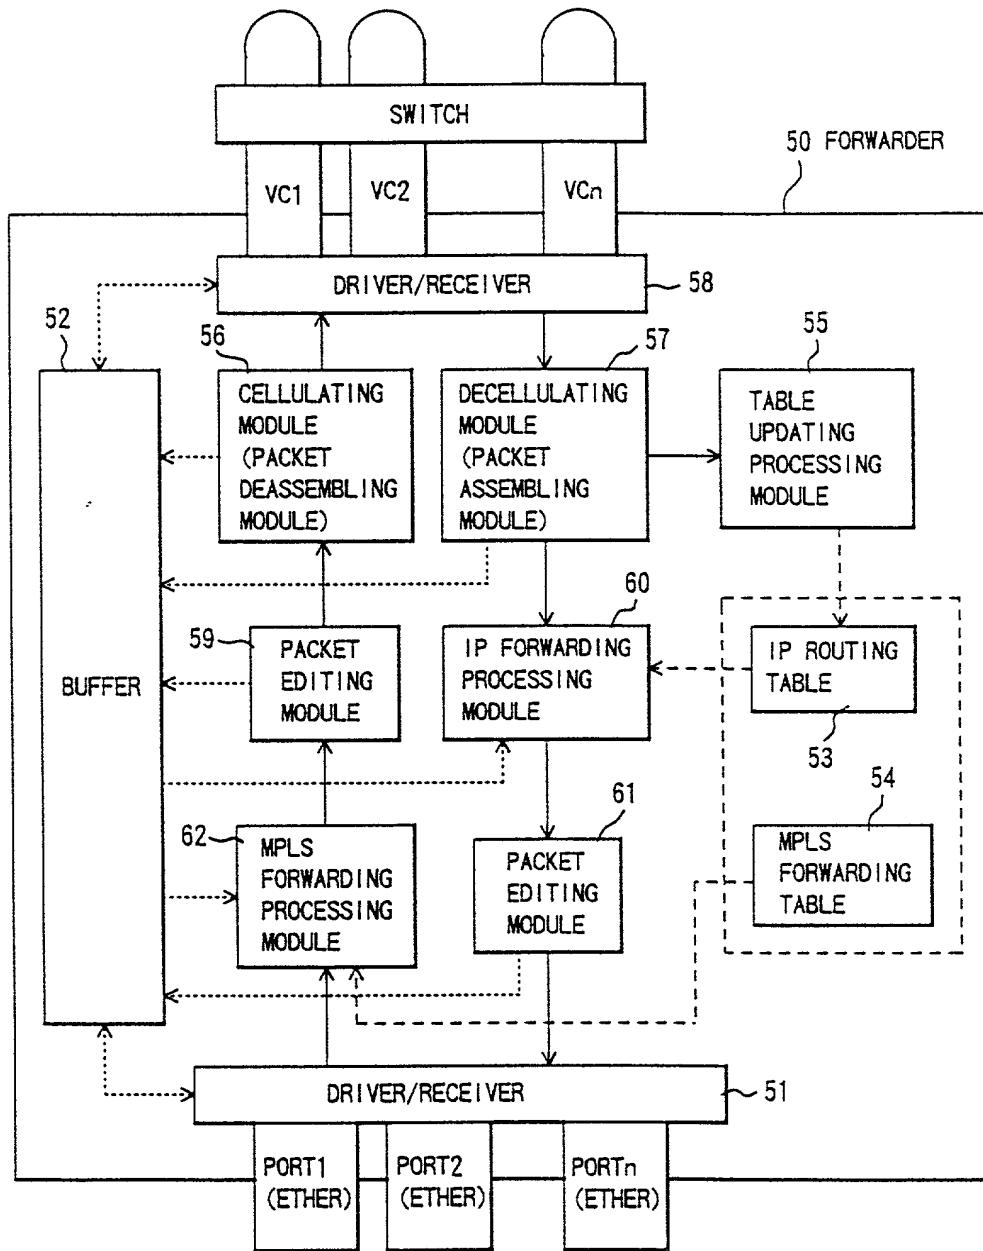 SWITCH
50 FORWARDER
VC1
VC2
VCn
DRIVER/RECEIVER
58
52
56
57
55
CELLULATING
MODULE
(PACKET
DEASSEMBLING
MODULE)
DECELLULATING
MODULE
(PACKET
ASSEMBLING
MODULE)
TABLE
UPDATING
PROCESSING
MODULE
60
59
PACKET
EDITING
MODULE
IP FORWARDING
PROCESSING
MODULE
IP ROUTING
TABLE
BUFFER
53
61
54
62
MPLS
FORWARDING
PROCESSING
MODULE
PACKET
EDITING
MODULE
MPLS
FORWARDING
TABLE
DRIVER/RECEIVER
51
PORT1
(ETHER)
PORT2
(ETHER)
PORTn
(ETHER)